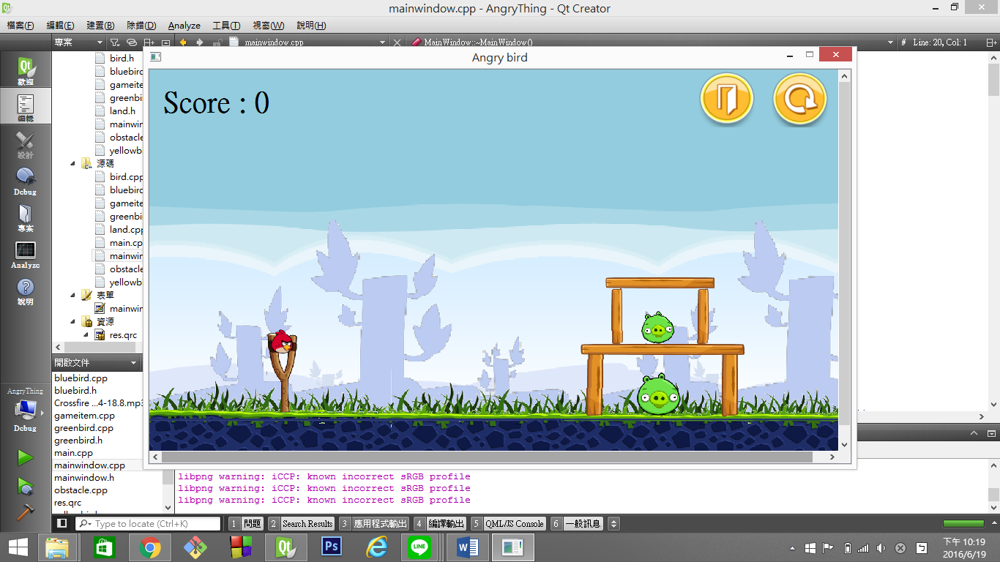 mainwindow.cpp - AngryThing - Qt Creator
檔案(F) 編輯(E) 建置(B) 除錯(D) Analyze 工具(T) 視窗(W) 說明(H)
專案 mainwindow.cpp MainWindow::~MainWindow() # Line: 20, Col: 1
Qt
歡迎
編輯
設計
Debug
專案
Analyze
說明
bird.h
bluebird
gameitem
greenbi
land.h
mainwin
obstacle
yellowb
源碼
bird.cpp
bluebird
gameite
greenbi
land.cpp
main.cp
mainwin
obstacle
yellowb
表單
mainwin
資源
res.qrc
Angry bird
Score : 0
開啟文件
bluebird.cpp
bluebird.h
Crossfire ...4-18.8.mp3
gameitem.cpp
greenbird.cpp
greenbird.h
main.cpp
mainwindow.cpp
mainwindow.h
obstacle.cpp
res.qrc
AngryThing
Debug
libpng warning: iCCP: known incorrect sRGB profile
libpng warning: iCCP: known incorrect sRGB profile
libpng warning: iCCP: known incorrect sRGB profile
Type to locate (Ctrl+K) 1 問題 2 Search Results 3 應用程式輸出 4 編譯輸出 5 QML/JS Console 6 一般訊息
Qt Ps LINE W
下午 10:19
2016/6/19